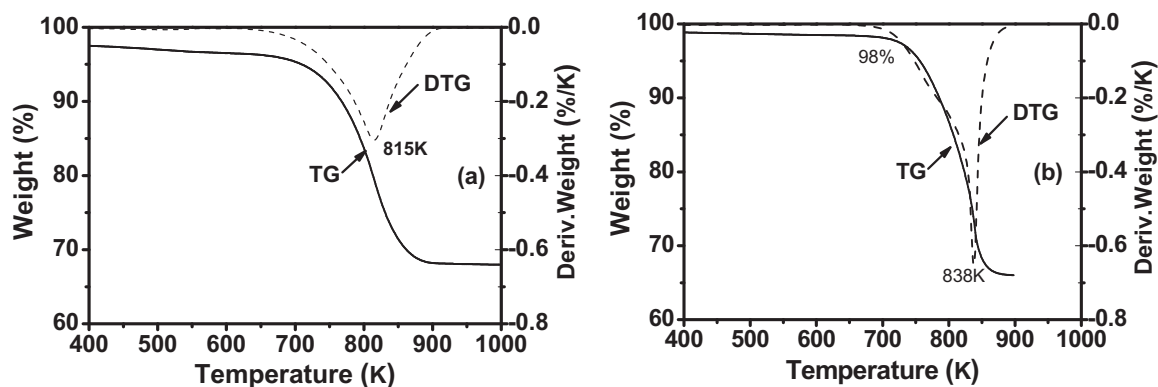 100
90
80
70
60
Weight (%)
400 500 600 700 800 900 1000
Temperature (K)
0.0
-0.2
-0.4
-0.6
-0.8
Deriv.Weight (%/K)
DTG
815K
TG
(a)
100
90
80
70
60
Weight (%)
400 500 600 700 800 900 1000
Temperature (K)
0.0
-0.2
-0.4
-0.6
-0.8
Deriv.Weight (%/K)
98%
DTG
TG
(b)
838K